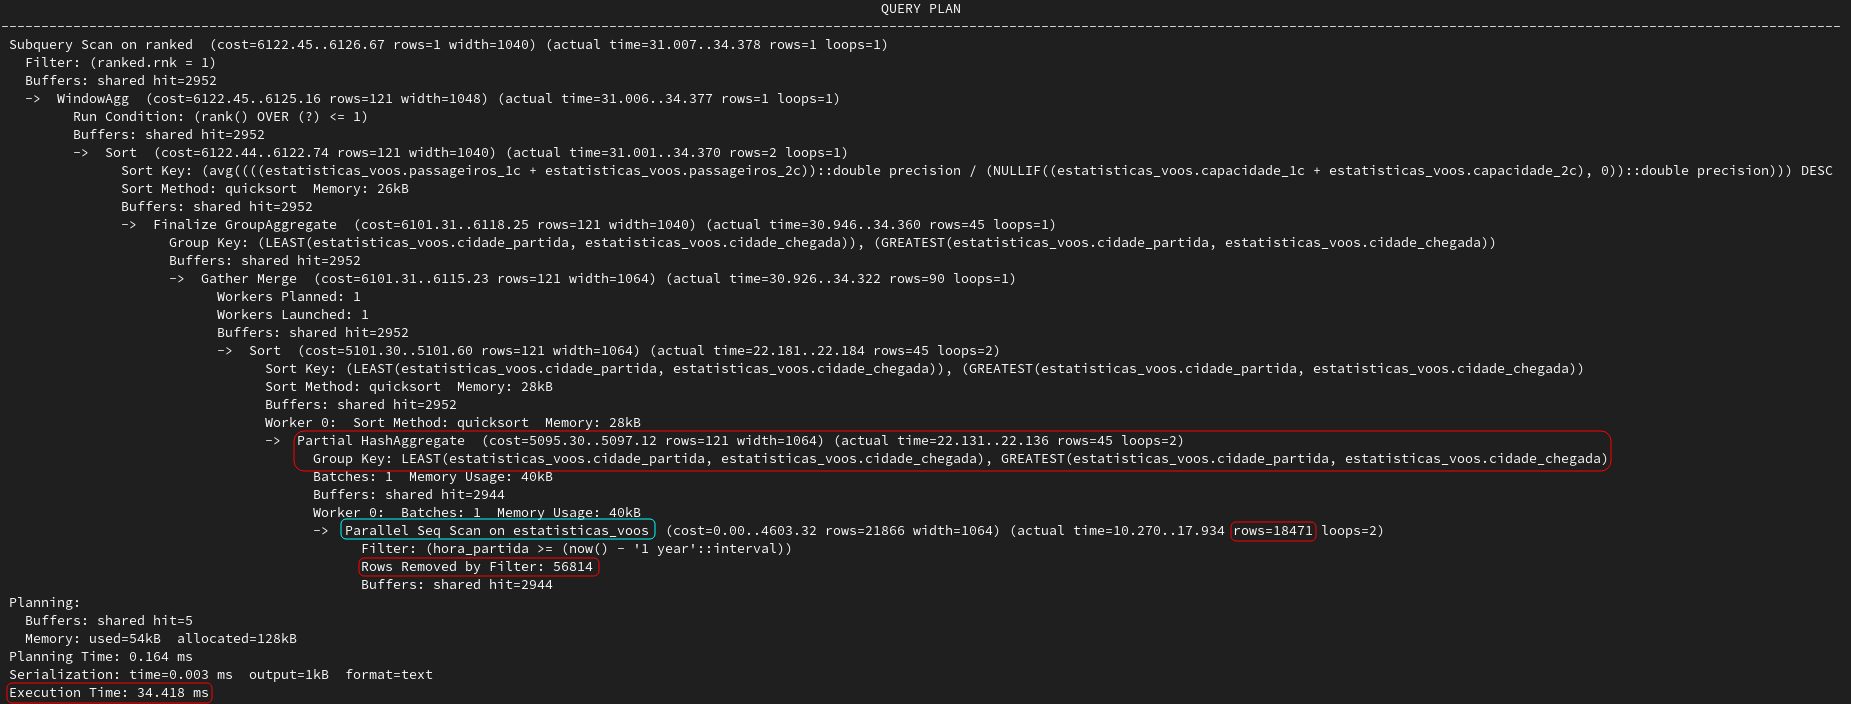 QUERY PLAN
Subquery Scan on ranked  (cost=6122.45..6126.67 rows=1 width=1040) (actual time=31.007..34.378 rows=1 loops=1)
  Filter: (ranked.rnk = 1)
  Buffers: shared hit=2952
  ->  WindowAgg  (cost=6122.45..6125.16 rows=121 width=1048) (actual time=31.006..34.377 rows=1 loops=1)
        Run Condition: (rank() OVER (?) <= 1)
        Buffers: shared hit=2952
        ->  Sort  (cost=6122.44..6122.74 rows=121 width=1040) (actual time=31.001..34.370 rows=2 loops=1)
              Sort Key: (avg((((estatisticas_voos.passageiros_1c + estatisticas_voos.passageiros_2c))::double precision / (NULLIF((estatisticas_voos.capacidade_1c + estatisticas_voos.capacidade_2c), 0))::double precision))) DESC
              Sort Method: quicksort  Memory: 26kB
              Buffers: shared hit=2952
              ->  Finalize GroupAggregate  (cost=6101.31..6118.25 rows=121 width=1040) (actual time=30.946..34.360 rows=45 loops=1)
                    Group Key: (LEAST(estatisticas_voos.cidade_partida, estatisticas_voos.cidade_chegada)), (GREATEST(estatisticas_voos.cidade_partida, estatisticas_voos.cidade_chegada))
                    Buffers: shared hit=2952
                    ->  Gather Merge  (cost=6101.31..6115.23 rows=121 width=1064) (actual time=30.926..34.322 rows=90 loops=1)
                          Workers Planned: 1
                          Workers Launched: 1
                          Buffers: shared hit=2952
                          ->  Sort  (cost=5101.30..5101.60 rows=121 width=1064) (actual time=22.181..22.184 rows=45 loops=2)
                                Sort Key: (LEAST(estatisticas_voos.cidade_partida, estatisticas_voos.cidade_chegada)), (GREATEST(estatisticas_voos.cidade_partida, estatisticas_voos.cidade_chegada))
                                Sort Method: quicksort  Memory: 28kB
                                Buffers: shared hit=2952
                                Worker 0:  Sort Method: quicksort  Memory: 28kB
                                ->  Partial HashAggregate  (cost=5095.30..5097.12 rows=121 width=1064) (actual time=22.131..22.136 rows=45 loops=2)
                                      Group Key: LEAST(estatisticas_voos.cidade_partida, estatisticas_voos.cidade_chegada), GREATEST(estatisticas_voos.cidade_partida, estatisticas_voos.cidade_chegada)
                                      Batches: 1  Memory Usage: 40kB
                                      Buffers: shared hit=2944
                                      Worker 0:  Batches: 1  Memory Usage: 40kB
                                      ->  Parallel Seq Scan on estatisticas_voos  (cost=0.00..4603.32 rows=21866 width=1064) (actual time=10.270..17.934 rows=18471 loops=2)
                                            Filter: (hora_partida >= (now() - '1 year'::interval))
                                            Rows Removed by Filter: 56814
                                            Buffers: shared hit=2944
Planning:
  Buffers: shared hit=5
  Memory: used=54kB  allocated=128kB
Planning Time: 0.164 ms
Serialization: time=0.003 ms  output=1kB  format=text
Execution Time: 34.418 ms